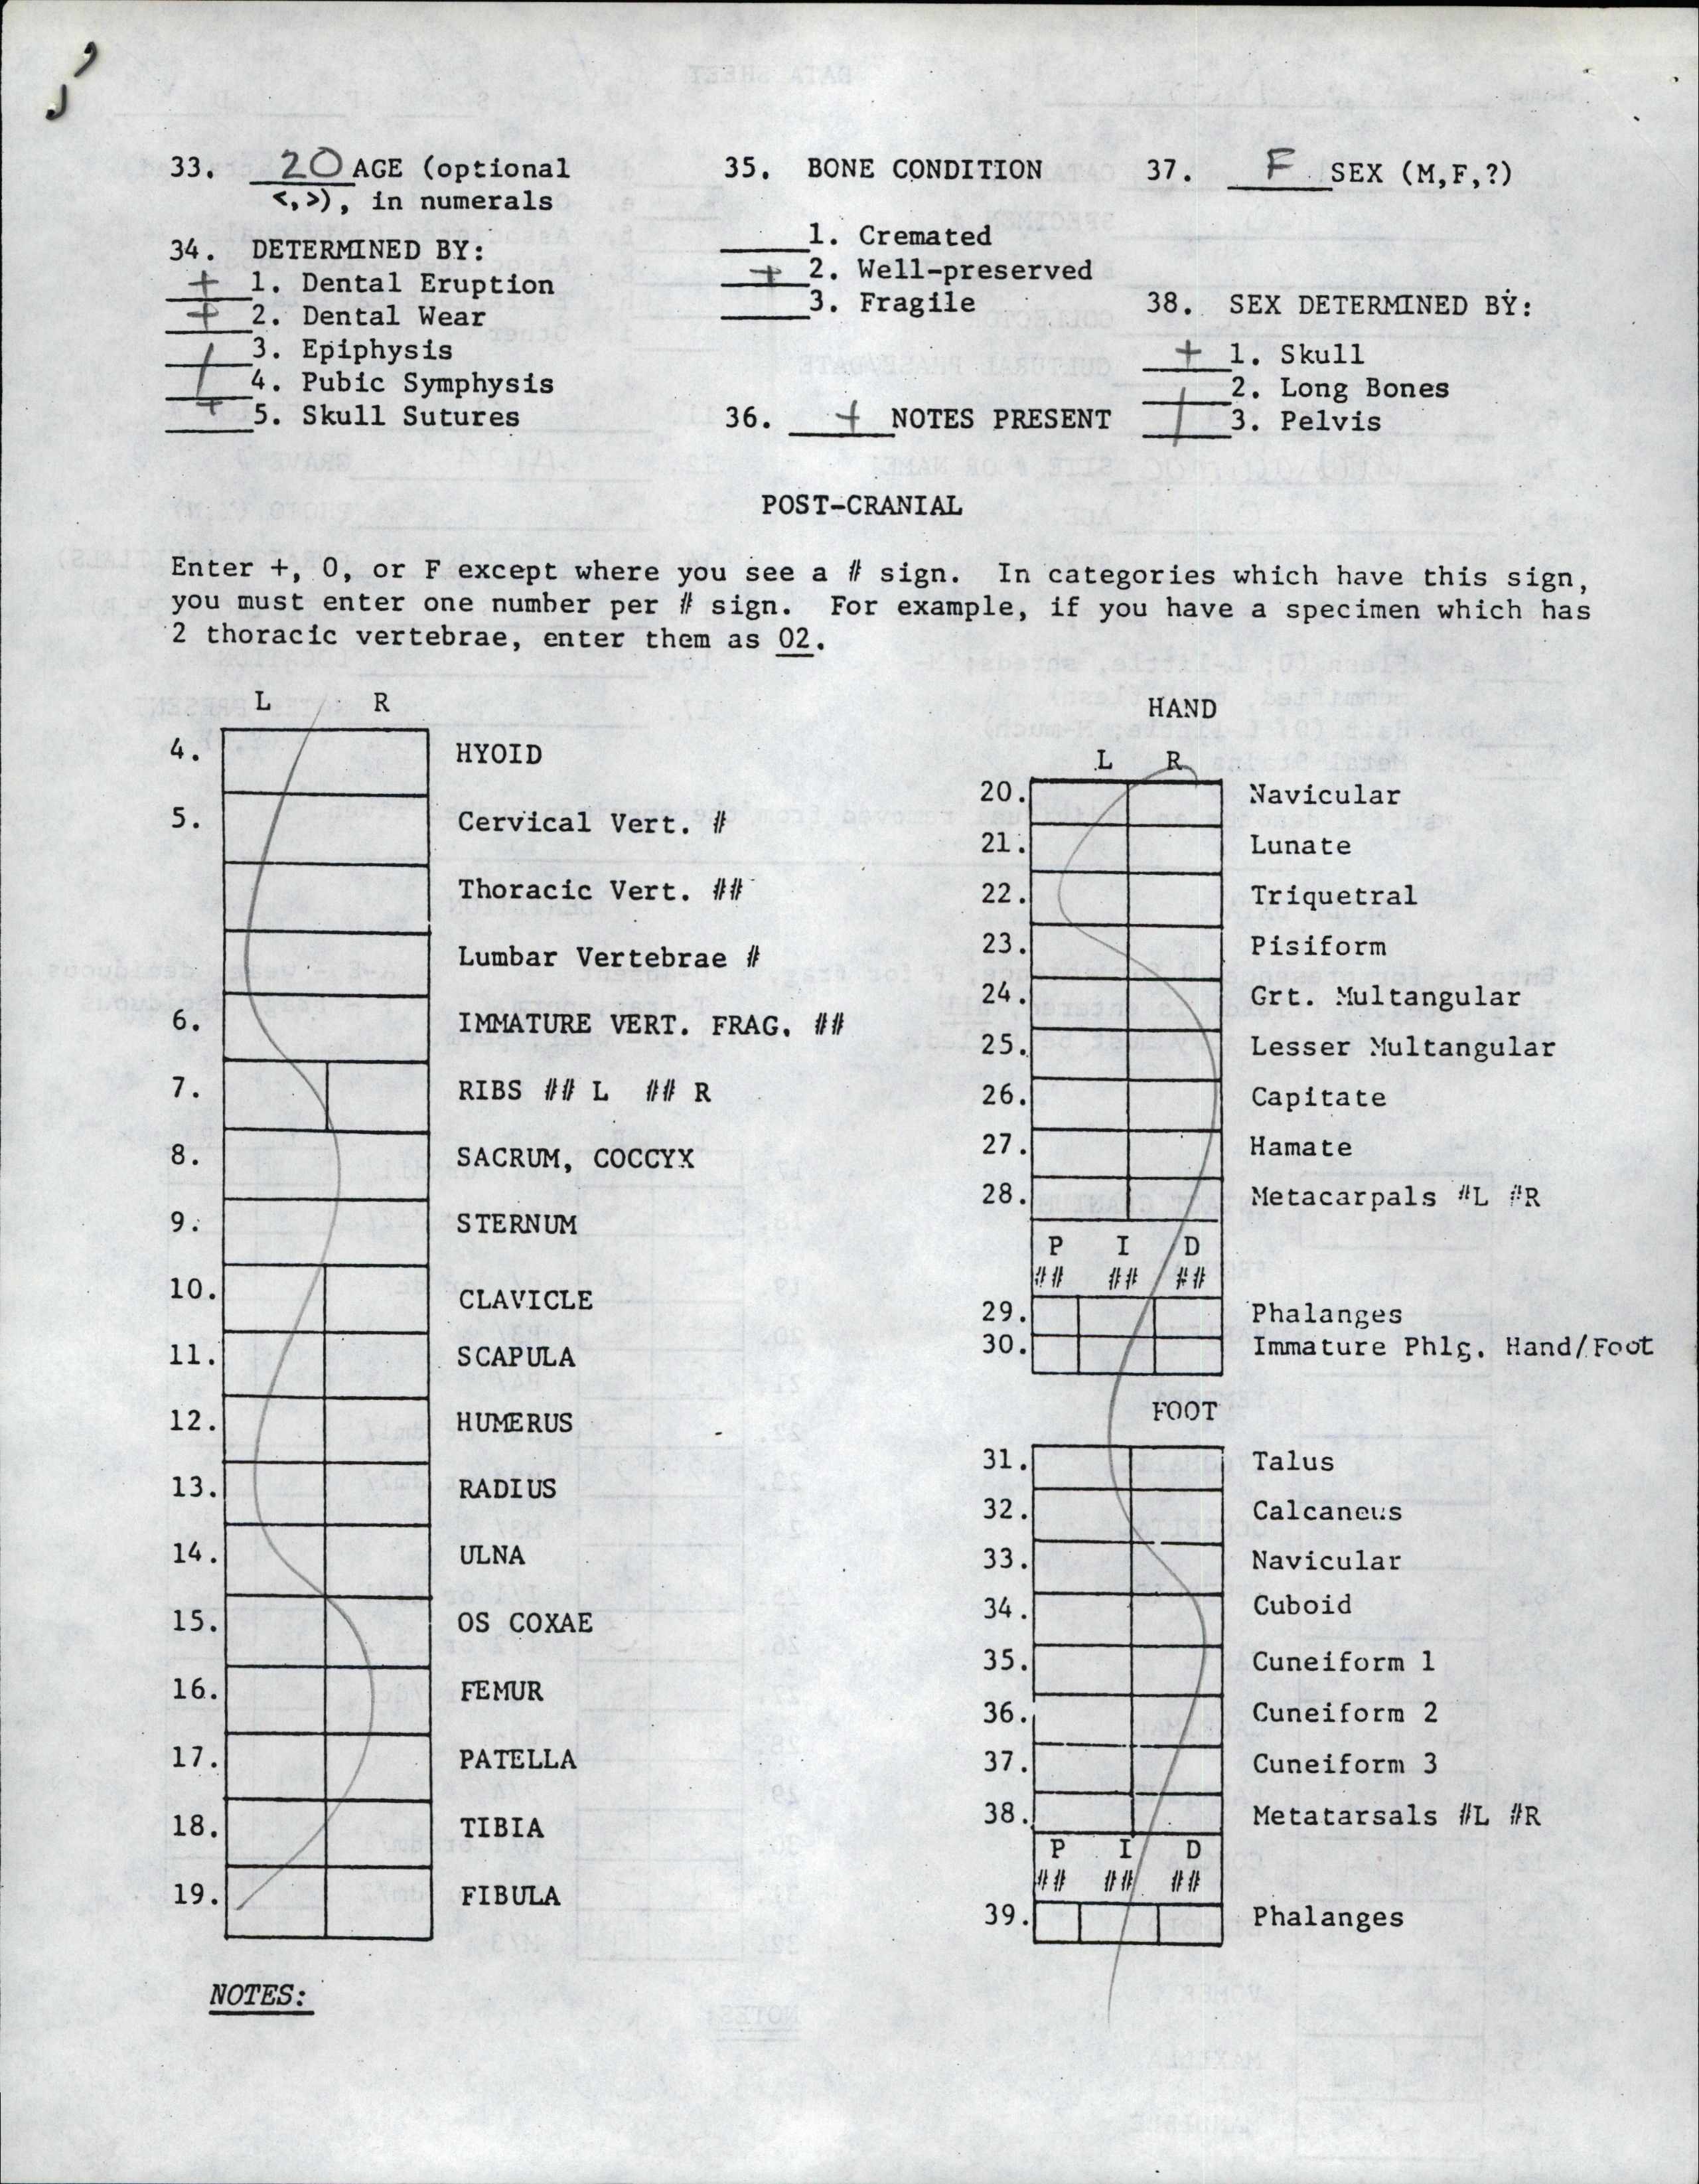 33. 20 AGE (optional
<,>), in numerals
34. DETERMINED BY:
+ 1. Dental Eruption
+ 2. Dental Wear
/ 3. Epiphysis
/ 4. Pubic Symphysis
+ 5. Skull Sutures
35. BONE CONDITION
1. Cremated
+ 2. Well-preserved
3. Fragile
36. + NOTES PRESENT
37. F SEX (M,F,?)
38. SEX DETERMINED BY:
+ 1. Skull
/ 2. Long Bones
/ 3. Pelvis
POST-CRANIAL
Enter +, 0, or F except where you see a # sign. In categories which have this sign,
you must enter one number per # sign. For example, if you have a specimen which has
2 thoracic vertebrae, enter them as 02.
L R
4. HYOID
5. Cervical Vert. #
Thoracic Vert. ##
Lumbar Vertebrae #
6. IMMATURE VERT. FRAG. ##
7. RIBS ## L ## R
8. SACRUM, COCCYX
9. STERNUM
10. CLAVICLE
11. SCAPULA
12. HUMERUS
13. RADIUS
14. ULNA
15. OS COXAE
16. FEMUR
17. PATELLA
18. TIBIA
19. FIBULA
HAND
L R
20. Navicular
21. Lunate
22. Triquetral
23. Pisiform
24. Grt. Multangular
25. Lesser Multangular
26. Capitate
27. Hamate
28. Metacarpals #L #R
P I D
## ## ##
29. Phalanges
30. Immature Phlg. Hand/Foot
FOOT
31. Talus
32. Calcaneus
33. Navicular
34. Cuboid
35. Cuneiform 1
36. Cuneiform 2
37. Cuneiform 3
38. Metatarsals #L #R
P I D
## ## ##
39. Phalanges
NOTES: